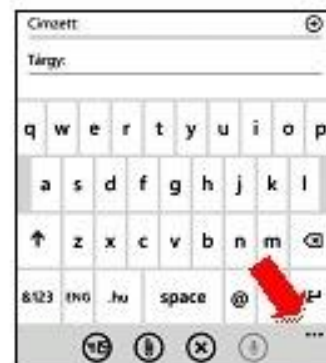 Címzett
Tárgy:
q w e r t y u i o p
a s d f g h j k l
z x c v b n m
&123 ENG .hu space @
...